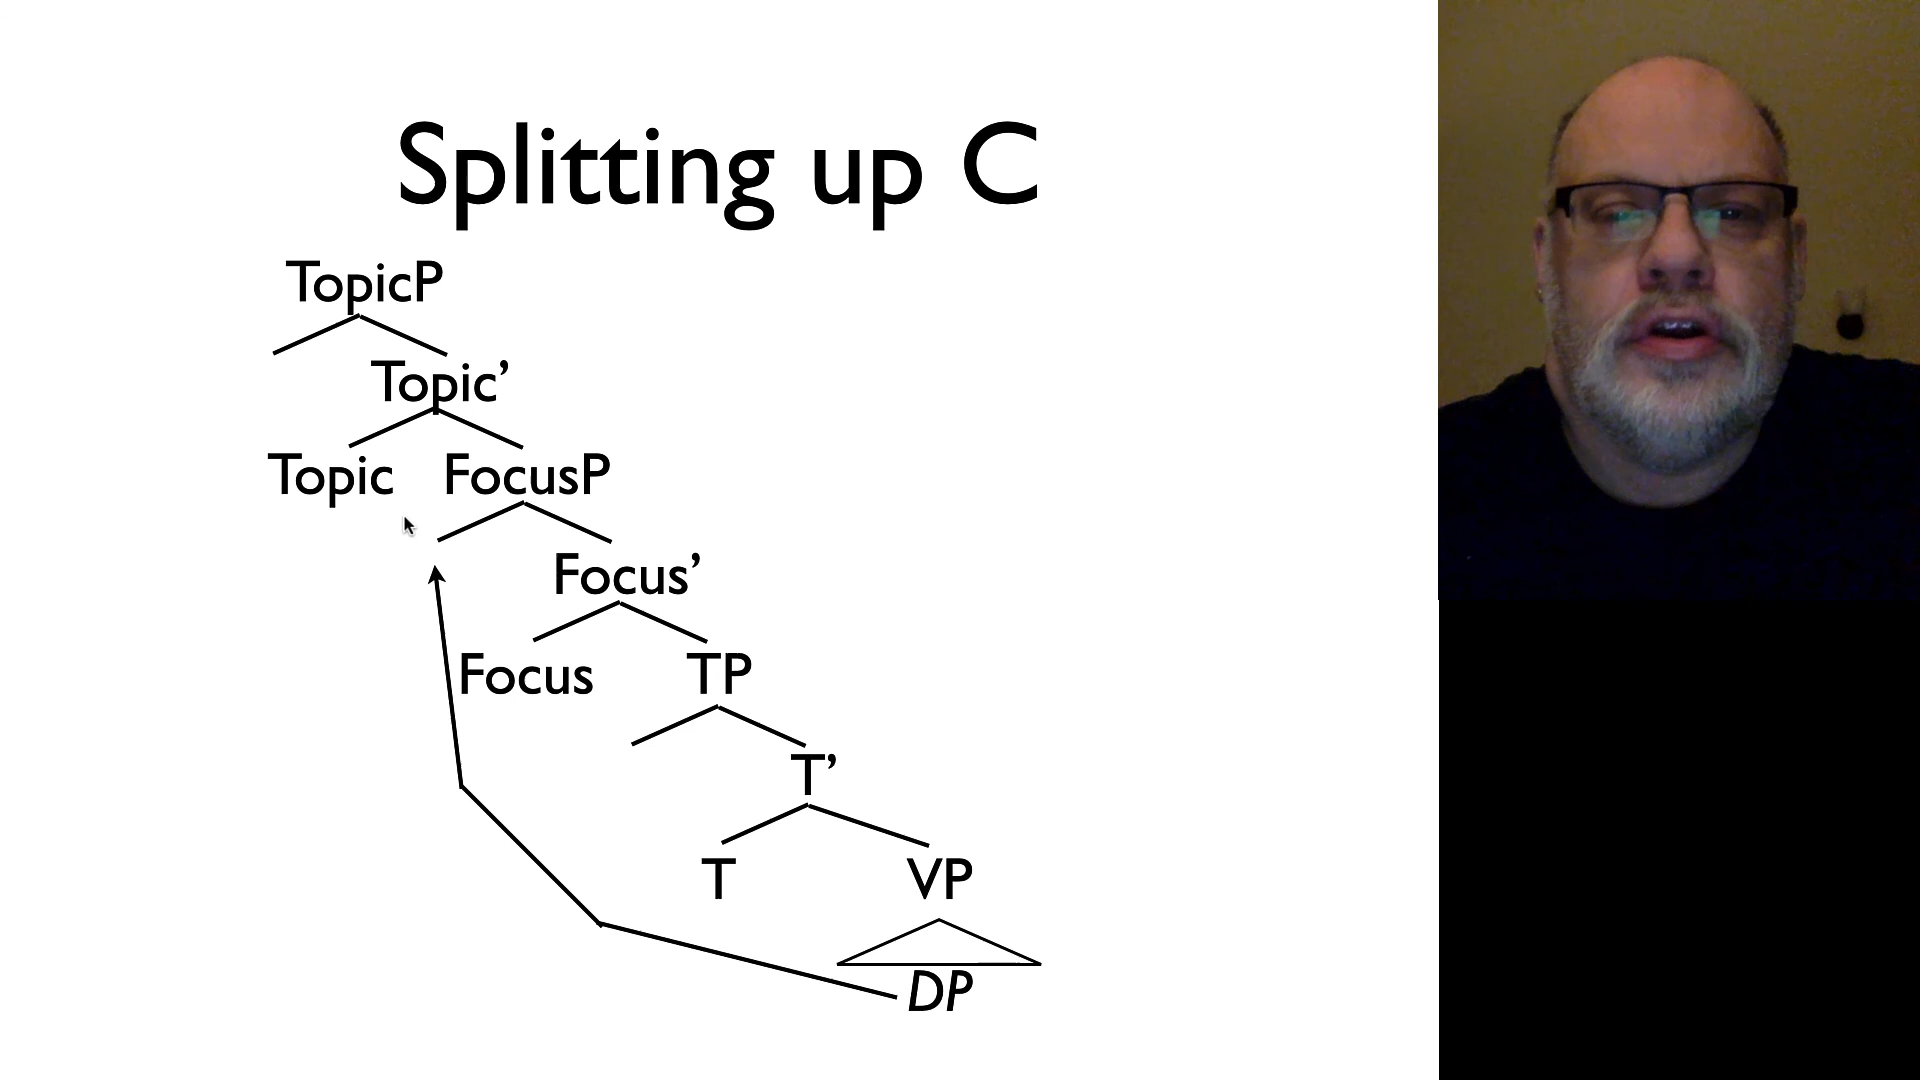 Splitting up C
TopicP
Topic’
Topic FocusP
Focus’
Focus TP
T’
T VP
DP